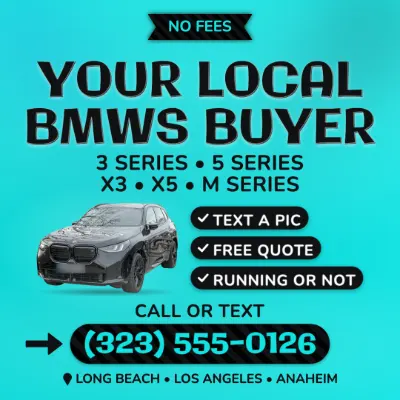 NO FEES
YOUR LOCAL
BMWS BUYER
3 SERIES • 5 SERIES
X3 • X5 • M SERIES
TEXT A PIC
FREE QUOTE
RUNNING OR NOT
CALL OR TEXT
(323) 555-0126
LONG BEACH • LOS ANGELES • ANAHEIM